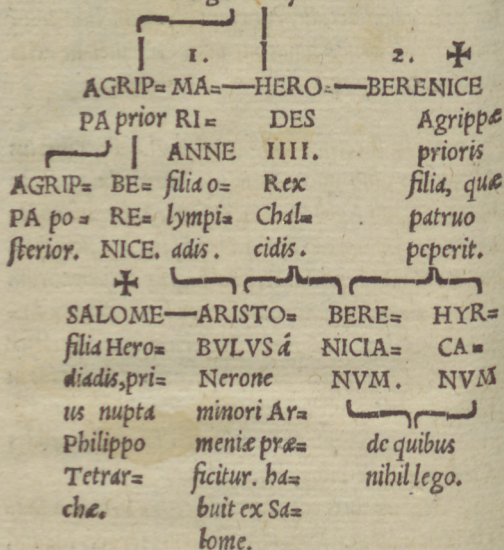 1. 2. ✠
AGRIP= MA=—HERO=—BERENICE
PA prior RI= DES Agrippæ
ANNE IIII. prioris
AGRIP= BE= filia o= Rex filia, quæ
PA po= RE= lympi= Chal= patruo
sterior. NICE. adis. cidis. peperit.
✠
SALOME—ARISTO= BERE= HYR=
filia Hero= BVLVS á NICIA= CA=
diadis, pri= Nerone NVM. NVM
us nupta minori Ar=
Philippo meniæ præ= de quibus
Tetrar= ficitur. ha= nihil lego.
chæ. buit ex Sa=
lome.